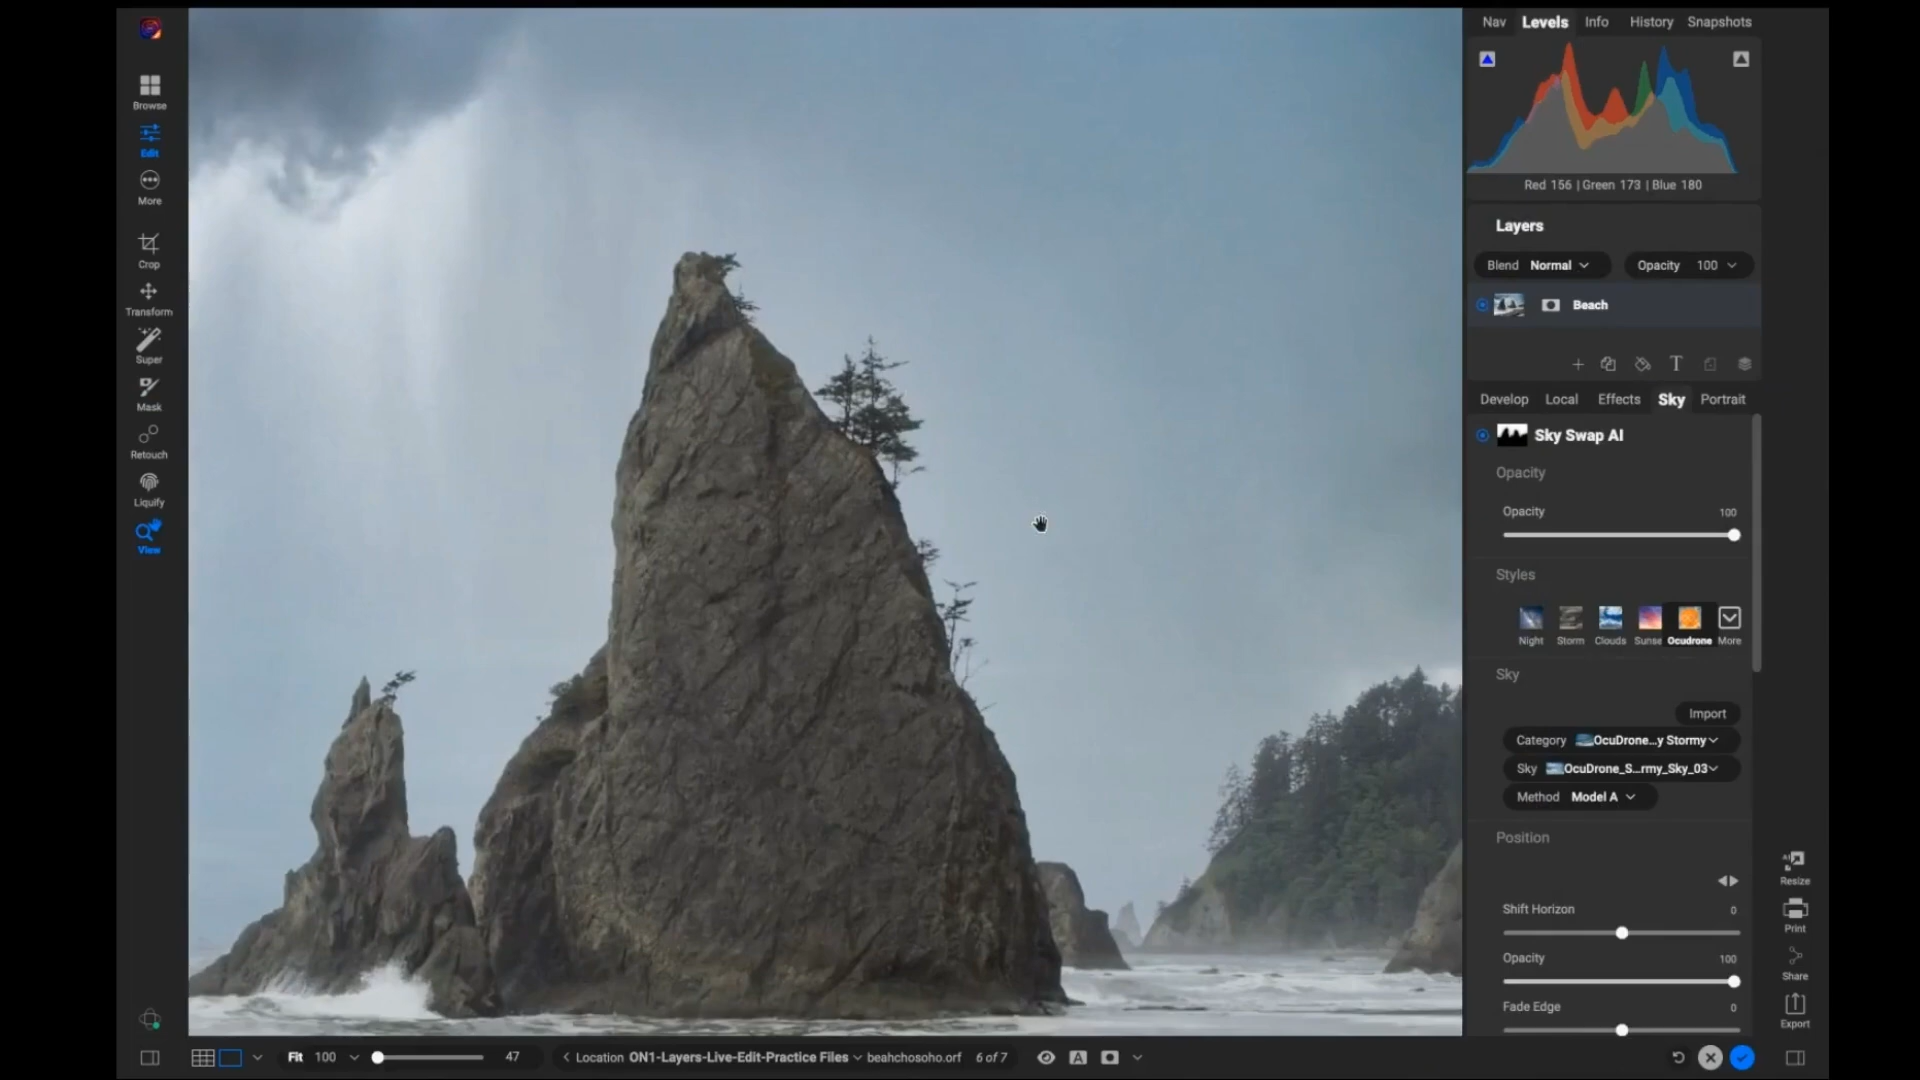 Nav Levels Info History Snapshots
Red 156 | Green 173 | Blue 180
Layers
Blend Normal Opacity 100
Beach
Develop Local Effects Sky Portrait
Sky Swap AI
Opacity
Opacity 100
Styles
Night Storm Clouds Sunse Ocudrone More
Sky
Import
Category OcuDrone...y Stormy
Sky OcuDrone_S...rmy_Sky_03
Method Model A
Position
Shift Horizon 0
Opacity 100
Fade Edge 0
Browse
Edit
More
Crop
Transform
Super
Mask
Retouch
Liquify
View
Resize
Print
Share
Export
Fit 100 47 Location ON1-Layers-Live-Edit-Practice Files beahchosoho.orf 6 of 7